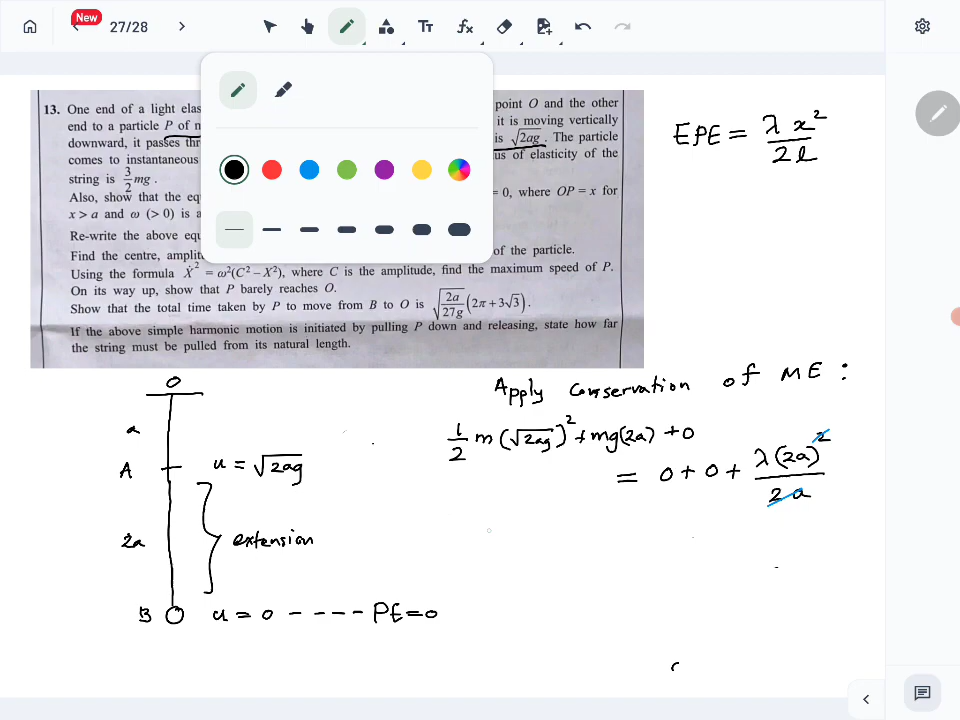 New
27/28
Tт
fx
13. One end of a light elas point O and the other
end to a particle P of m it is moving vertically
downward, it passes thr is √2ag. The particle
comes to instantaneous us of elasticity of the
string is 3/2 mg.
Also, show that the eq = 0, where OP = x for
x > a and ω (> 0) is a
Re-write the above equ
Find the centre, amplit of the particle.
Using the formula Ẋ² = ω²(C² − X²), where C is the amplitude, find the maximum speed of P.
On its way up, show that P barely reaches O.
Show that the total time taken by P to move from B to O is √(2a/27g) (2π + 3√3).
If the above simple harmonic motion is initiated by pulling P down and releasing, state how far
the string must be pulled from its natural length.
EPE = λ x² / 2l
O
a
A
u = √2ag
2a
extension
B
u = 0 ---- PE=0
Apply conservation of ME :
1/2 m (√2ag)² + mg(2a) + 0
= 0 + 0 + λ(2a)² / 2a